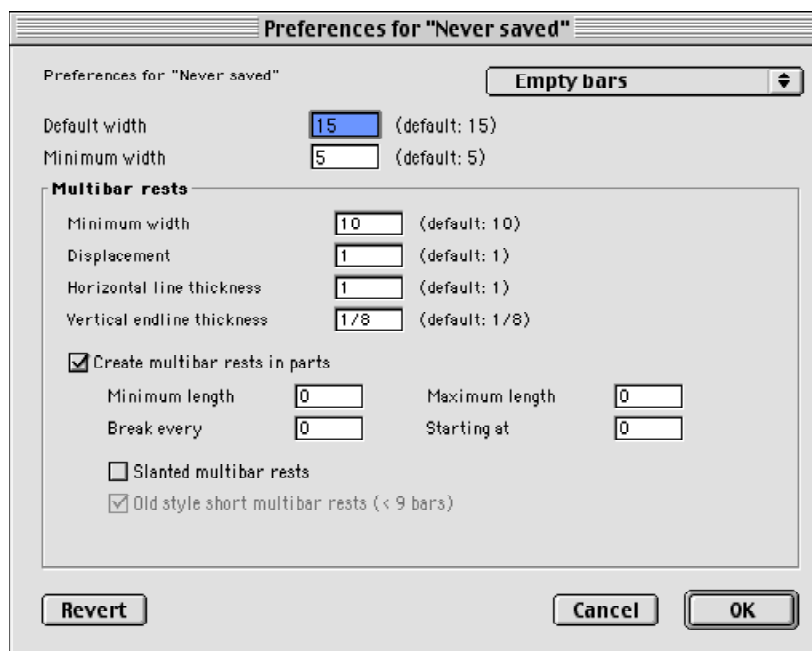 Preferences for "Never saved"
Preferences for "Never saved" Empty bars
Default width 15 (default: 15)
Minimum width 5 (default: 5)
Multibar rests
Minimum width 10 (default: 10)
Displacement 1 (default: 1)
Horizontal line thickness 1 (default: 1)
Vertical endline thickness 1/8 (default: 1/8)
Create multibar rests in parts
Minimum length 0 Maximum length 0
Break every 0 Starting at 0
Slanted multibar rests
Old style short multibar rests (< 9 bars)
Revert Cancel OK